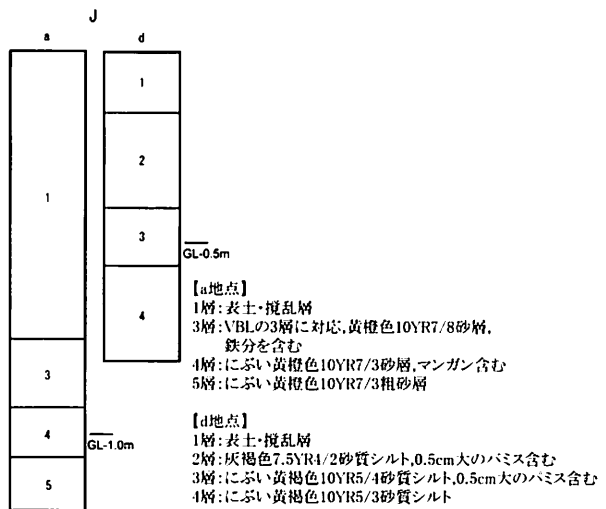 J
a
d
1
2
3
GL-0.5m
4
1
3
4
GL-1.0m
5
【a地点】
1層:表土・撹乱層
3層:VBLの3層に対応,黄橙色10YR7/8砂層,
鉄分を含む
4層:にぶい黄橙色10YR7/3砂層,マンガン含む
5層:にぶい黄橙色10YR7/3粗砂層
【d地点】
1層:表土・撹乱層
2層:灰褐色7.5YR4/2砂質シルト,0.5cm大のパミス含む
3層:にぶい黄褐色10YR5/4砂質シルト,0.5cm大のパミス含む
4層:にぶい黄褐色10YR5/3砂質シルト